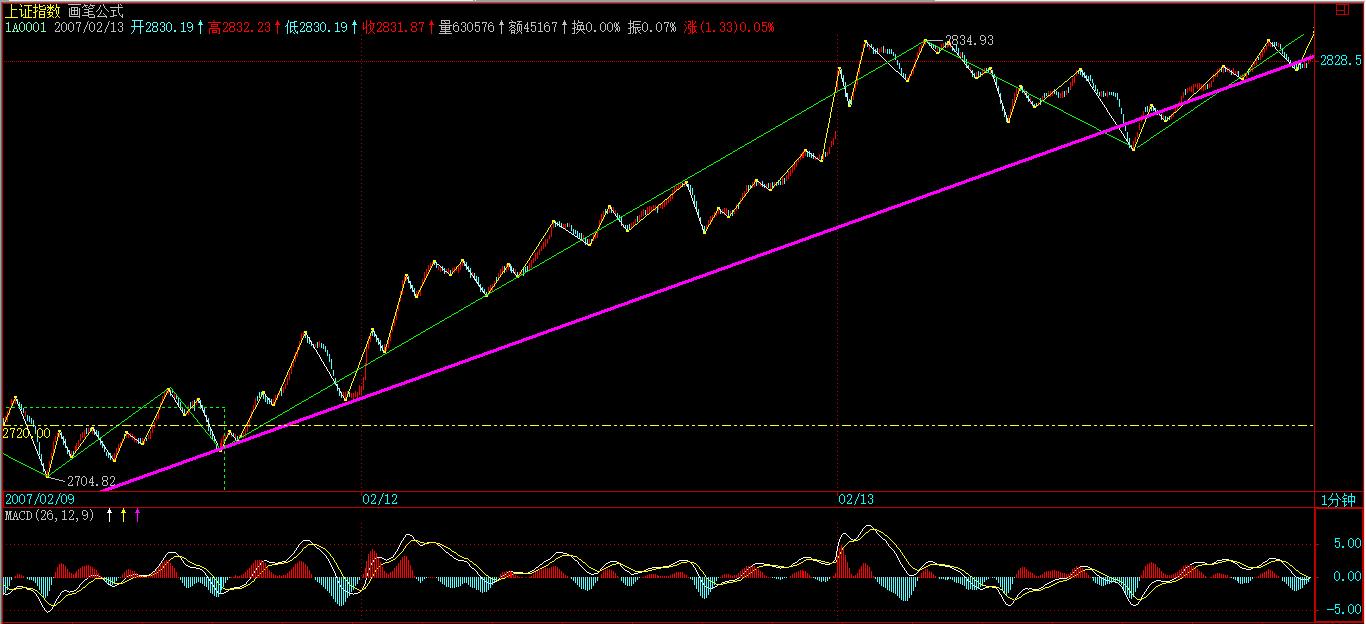 上证指数 画笔公式
1A0001 2007/02/13 开2830.19↑高2832.23↑低2830.19↑收2831.87↑量630576↑额45167↑换0.00% 振0.07% 涨(1.33)0.05%
2834.93
2828.5
2720.00
2704.82
2007/02/09 02/12 02/13 1分钟
MACD(26,12,9) ↑ ↑ ↑
5.00
0.00
-5.00